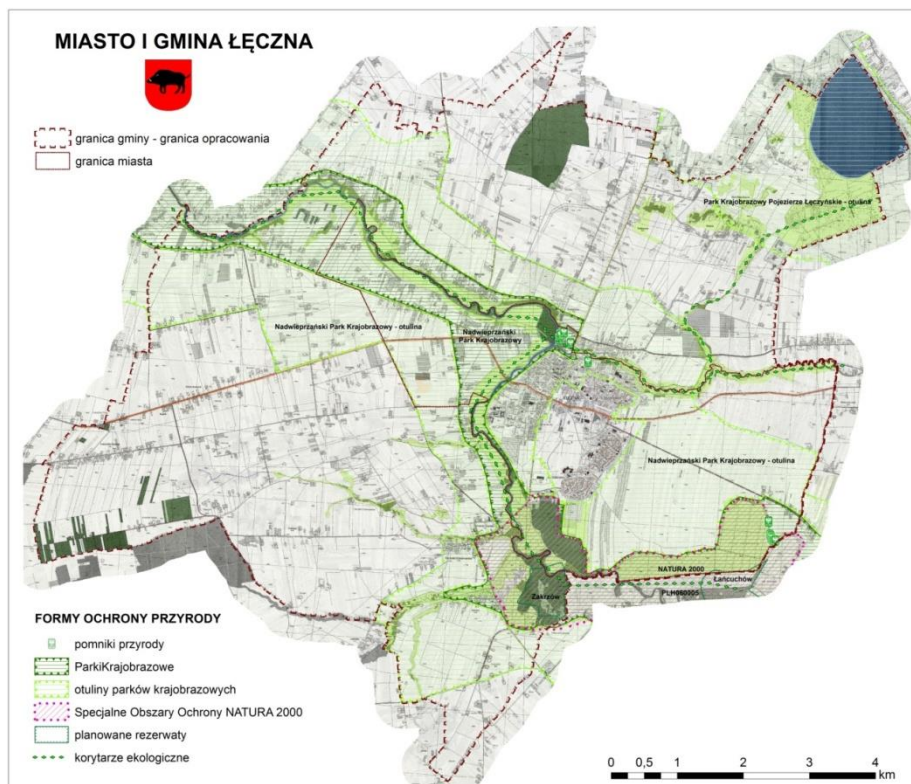 MIASTO I GMINA ŁĘCZNA
granica gminy - granica opracowania
granica miasta
Park Krajobrazowy Pojezierze Łęczyńskie - otulina
Nadwieprzański Park Krajobrazowy - otulina
Nadwieprzański
Park Krajobrazowy
Nadwieprzański Park Krajobrazowy - otulina
NATURA 2000
Łańcuchów
PLH060005
Zakrzów
FORMY OCHRONY PRZYRODY
pomniki przyrody
ParkiKrajobrazowe
otuliny parków krajobrazowych
Specjalne Obszary Ochrony NATURA 2000
planowane rezerwaty
korytarze ekologiczne
0 0,5 1 2 3 4
km